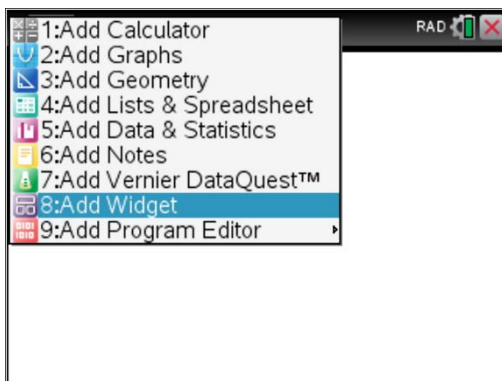 1:Add Calculator
RAD
2:Add Graphs
3:Add Geometry
4:Add Lists & Spreadsheet
5:Add Data & Statistics
6:Add Notes
7:Add Vernier DataQuest™
8:Add Widget
9:Add Program Editor